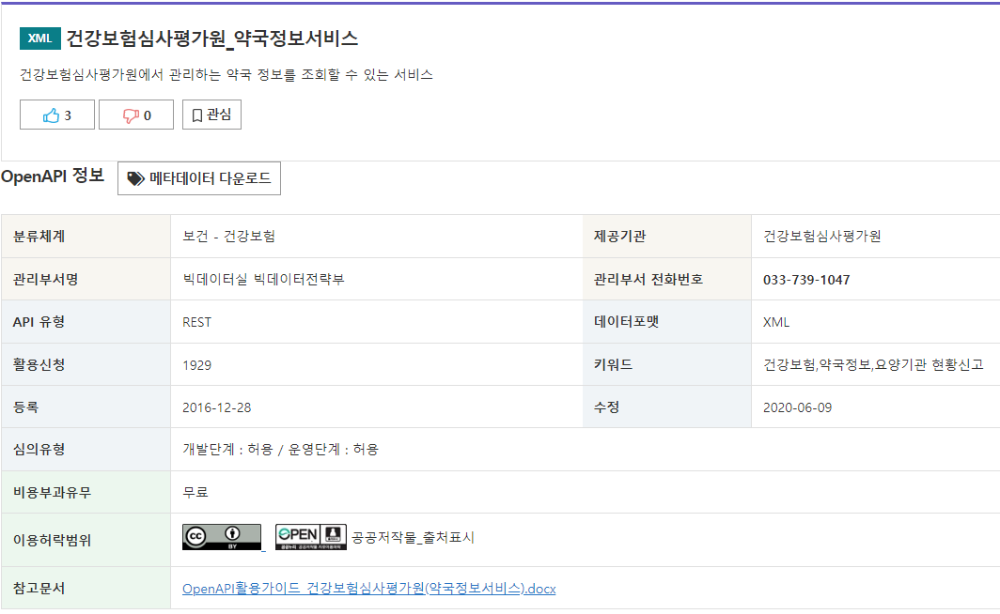 XML 건강보험심사평가원_약국정보서비스
건강보험심사평가원에서 관리하는 약국 정보를 조회할 수 있는 서비스
3 0 관심
OpenAPI 정보 메타데이터 다운로드
분류체계 보건 - 건강보험 제공기관 건강보험심사평가원
관리부서명 빅데이터실 빅데이터전략부 관리부서 전화번호 033-739-1047
API 유형 REST 데이터포맷 XML
활용신청 1929 키워드 건강보험,약국정보,요양기관 현황신고
등록 2016-12-28 수정 2020-06-09
심의유형 개발단계 : 허용 / 운영단계 : 허용
비용부과유무 무료
이용허락범위 cc BY OPEN 공공저작물_출처표시
참고문서 OpenAPI활용가이드_건강보험심사평가원(약국정보서비스).docx